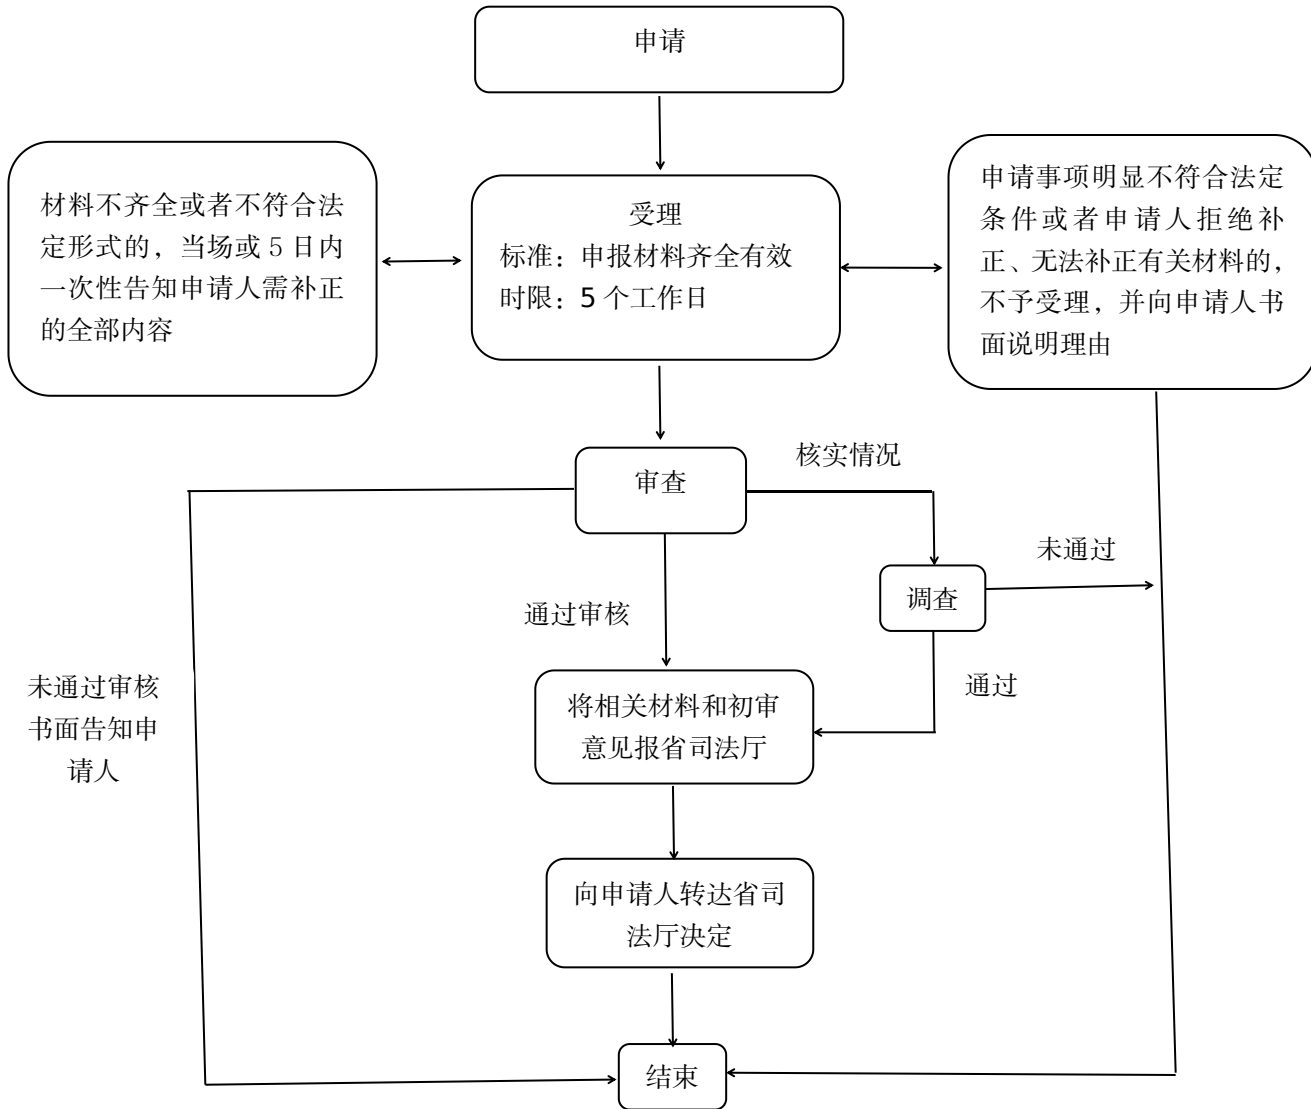 申请
材料不齐全或者不符合法
定形式的，当场或 5 日内
一次性告知申请人需补正
的全部内容
受理
标准：申报材料齐全有效
时限：5 个工作日
申请事项明显不符合法定
条件或者申请人拒绝补
正、无法补正有关材料的，
不予受理，并向申请人书
面说明理由
审查
核实情况
调查
未通过
通过审核
通过
未通过审核
书面告知申
请人
将相关材料和初审
意见报省司法厅
向申请人转达省司
法厅决定
结束